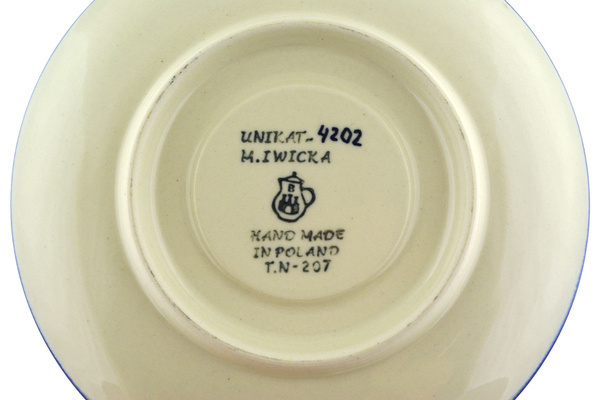 UNIKAT-4202
M.IWICKA
B
HAND MADE
IN POLAND
T.N-207